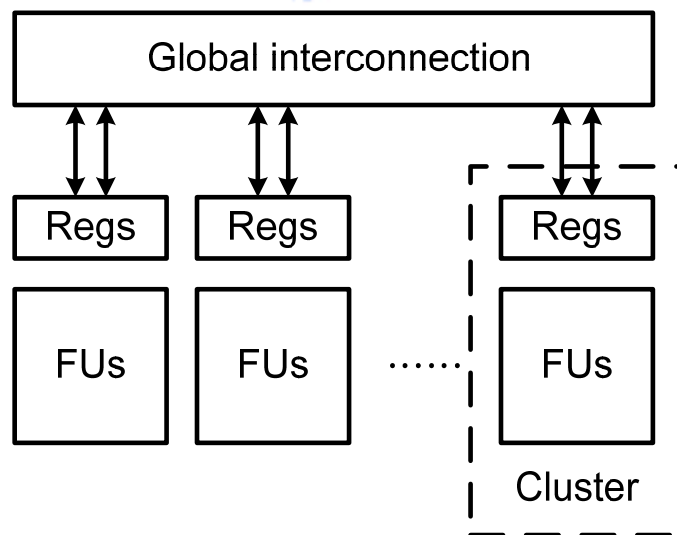 Global interconnection
Regs Regs Regs
FUs FUs ...... FUs
Cluster